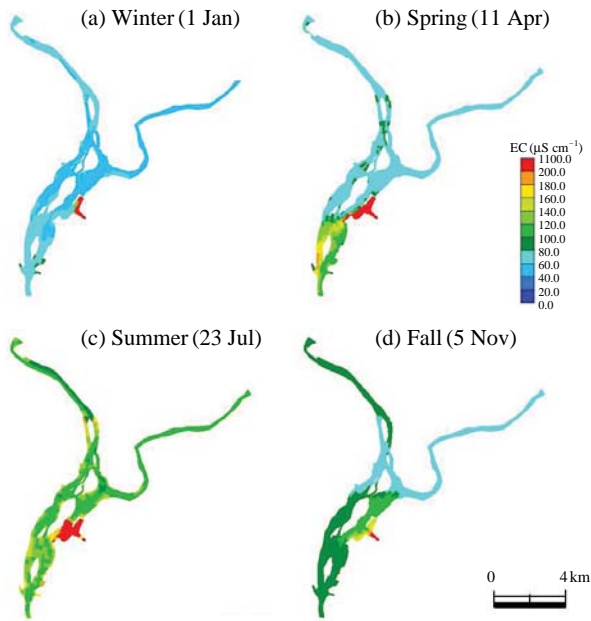 (a) Winter (1 Jan)
(b) Spring (11 Apr)
EC (µS cm⁻¹)
1100.0
200.0
180.0
160.0
140.0
120.0
100.0
80.0
60.0
40.0
20.0
0.0
(c) Summer (23 Jul)
(d) Fall (5 Nov)
0 4 km